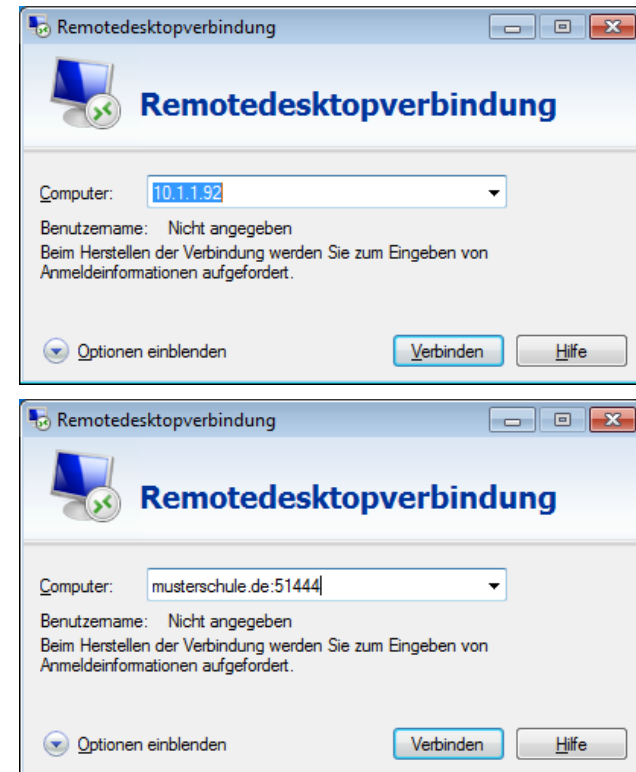 Remotedesktopverbindung
Remotedesktopverbindung
Computer: 10.1.1.92
Benutzername: Nicht angegeben
Beim Herstellen der Verbindung werden Sie zum Eingeben von
Anmeldeinformationen aufgefordert.
Optionen einblenden Verbinden Hilfe
Remotedesktopverbindung
Remotedesktopverbindung
Computer: musterschule.de:51444
Benutzername: Nicht angegeben
Beim Herstellen der Verbindung werden Sie zum Eingeben von
Anmeldeinformationen aufgefordert.
Optionen einblenden Verbinden Hilfe